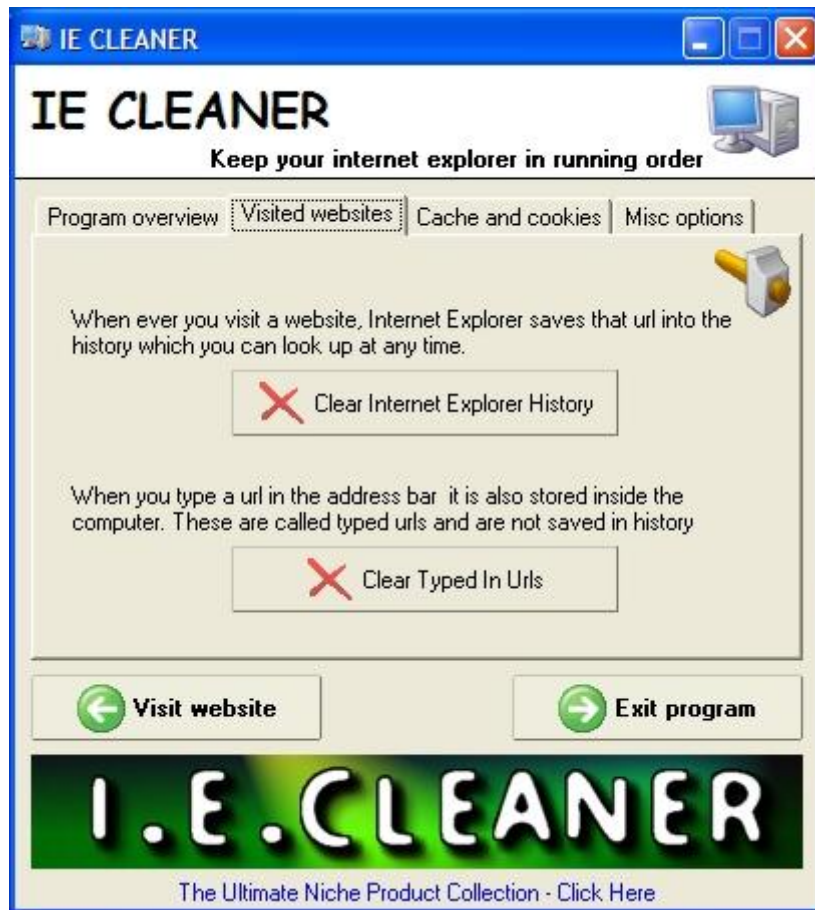 IE CLEANER
IE CLEANER
Keep your internet explorer in running order
Program overview Visited websites Cache and cookies Misc options
When ever you visit a website, Internet Explorer saves that url into the
history which you can look up at any time.
Clear Internet Explorer History
When you type a url in the address bar it is also stored inside the
computer. These are called typed urls and are not saved in history
Clear Typed In Urls
Visit website Exit program
I.E.CLEANER
The Ultimate Niche Product Collection - Click Here